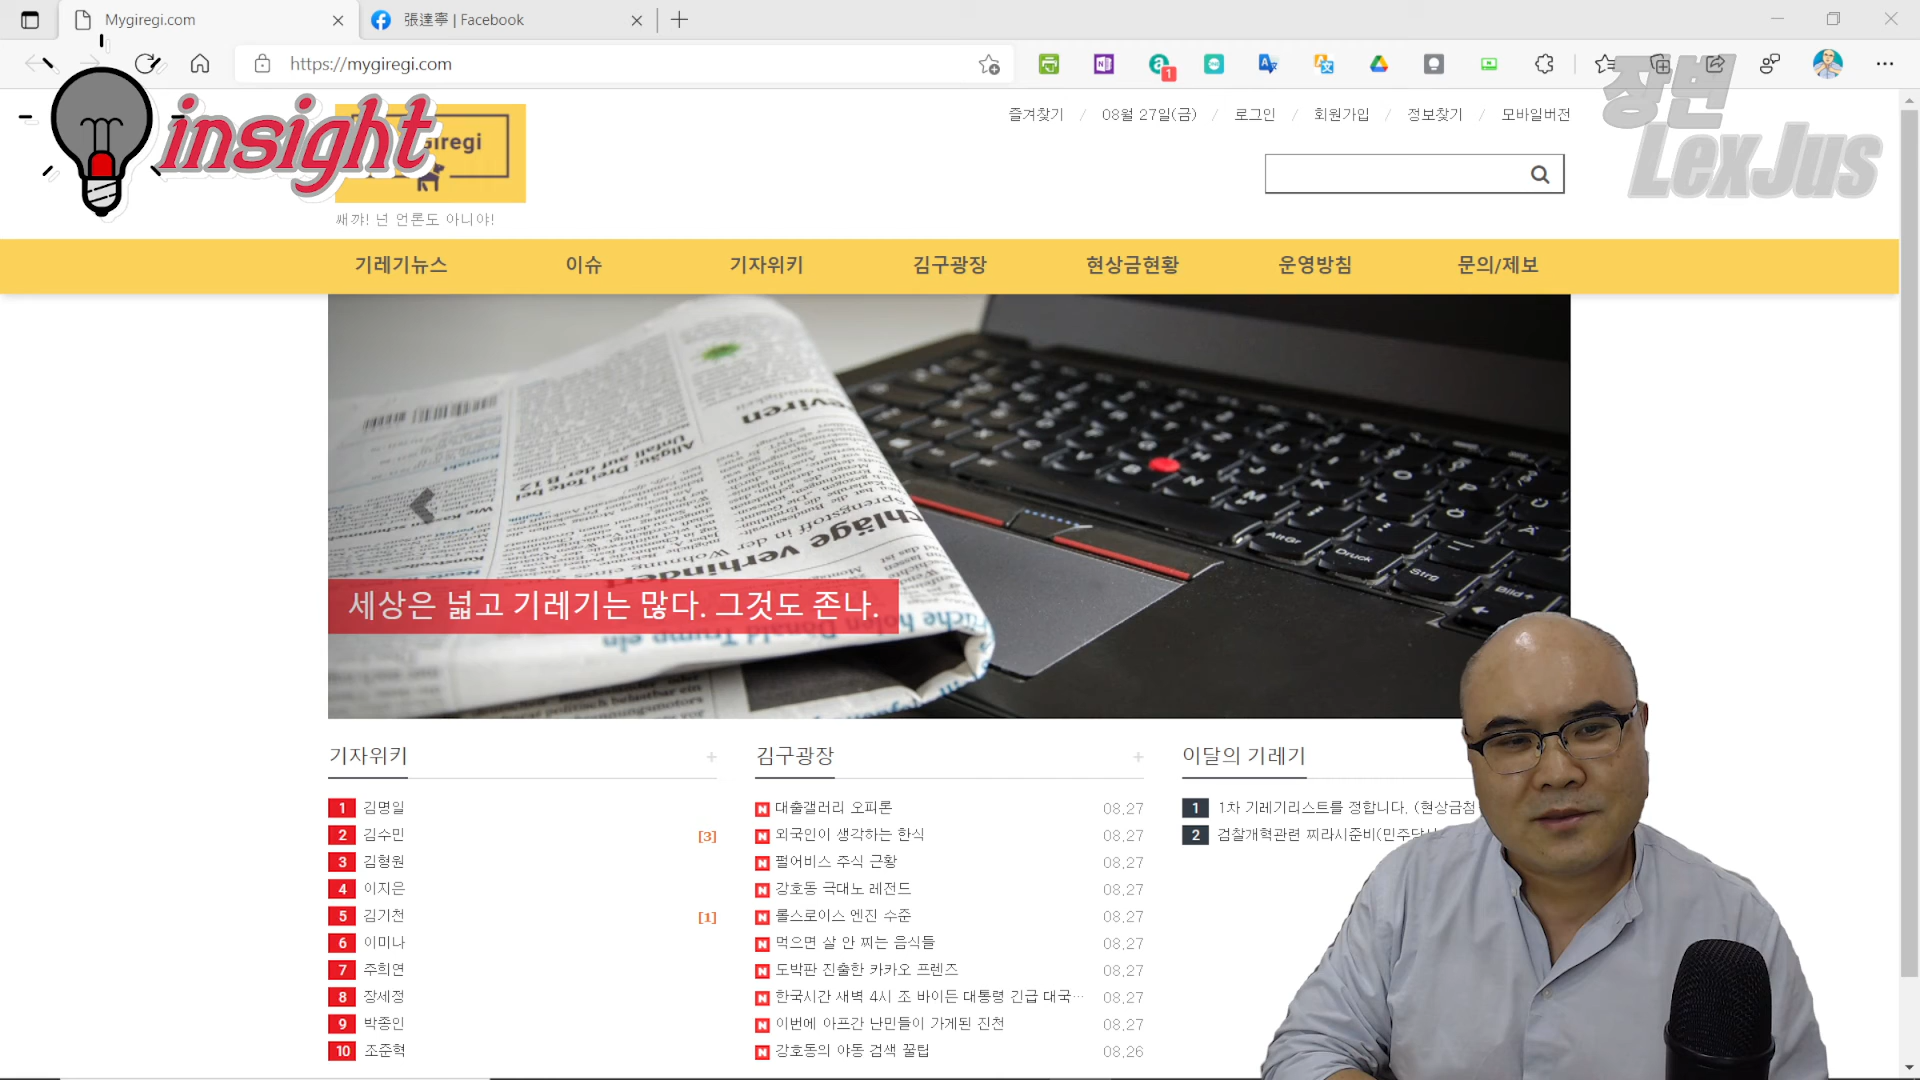 Mygiregi.com
張達寧 | Facebook
https://mygiregi.com
1
insight
giregi
쌔꺄! 넌 언론도 아니야!
즐겨찾기 / 08월 27일(금) / 로그인 / 회원가입 / 정보찾기 / 모바일버전
장변
LexJus
기레기뉴스 이슈 기자위키 김구광장 현상금현황 운영방침 문의/제보
세상은 넓고 기레기는 많다. 그것도 존나.
기자위키 +
1 김명일
2 김수민 [3]
3 김형원
4 이지은
5 김기천 [1]
6 이미나
7 주희연
8 장세정
9 박종인
10 조준혁
김구광장 +
N 대출갤러리 오피론 08.27
N 외국인이 생각하는 한식 08.27
N 펄어비스 주식 근황 08.27
N 강호동 극대노 레전드 08.27
N 롤스로이스 엔진 수준 08.27
N 먹으면 살 안 찌는 음식들 08.27
N 도박판 진출한 카카오 프렌즈 08.27
N 한국시간 새벽 4시 조 바이든 대통령 긴급 대국… 08.27
N 이번에 아프간 난민들이 가게된 진천 08.27
N 강호동의 야동 검색 꿀팁 08.26
이달의 기레기
1 1차 기레기리스트를 정합니다. (현상금첨
2 검찰개혁관련 찌라시준비(민주당